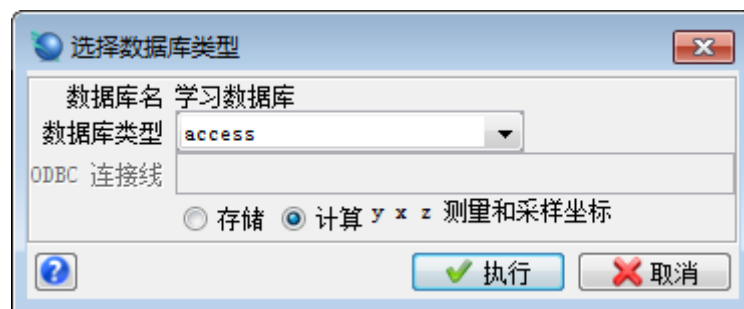 选择数据库类型
数据库名 学习数据库
数据库类型 access
ODBC 连接线
存储 计算 y x z 测量和采样坐标
? 执行 取消